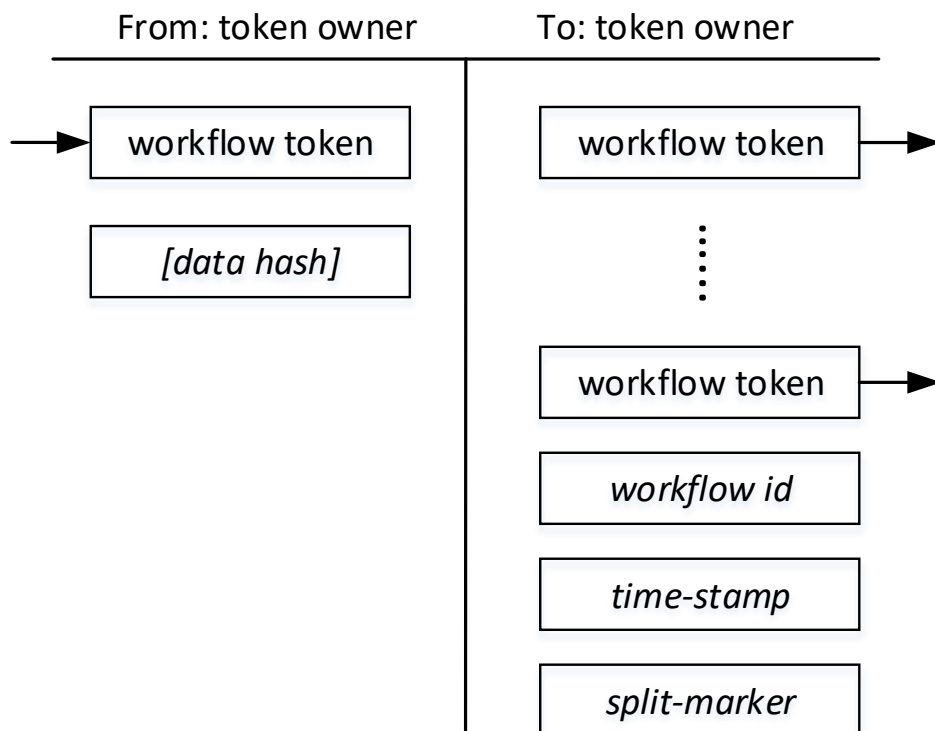 From: token owner
To: token owner
workflow token
[data hash]
workflow token
workflow token
workflow id
time-stamp
split-marker